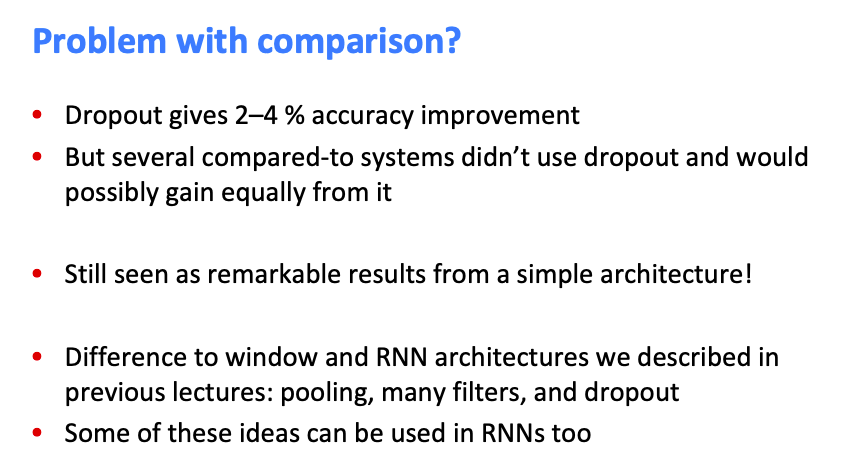 Problem with comparison?
• Dropout gives 2–4 % accuracy improvement
• But several compared-to systems didn’t use dropout and would
possibly gain equally from it
• Still seen as remarkable results from a simple architecture!
• Difference to window and RNN architectures we described in
previous lectures: pooling, many filters, and dropout
• Some of these ideas can be used in RNNs too